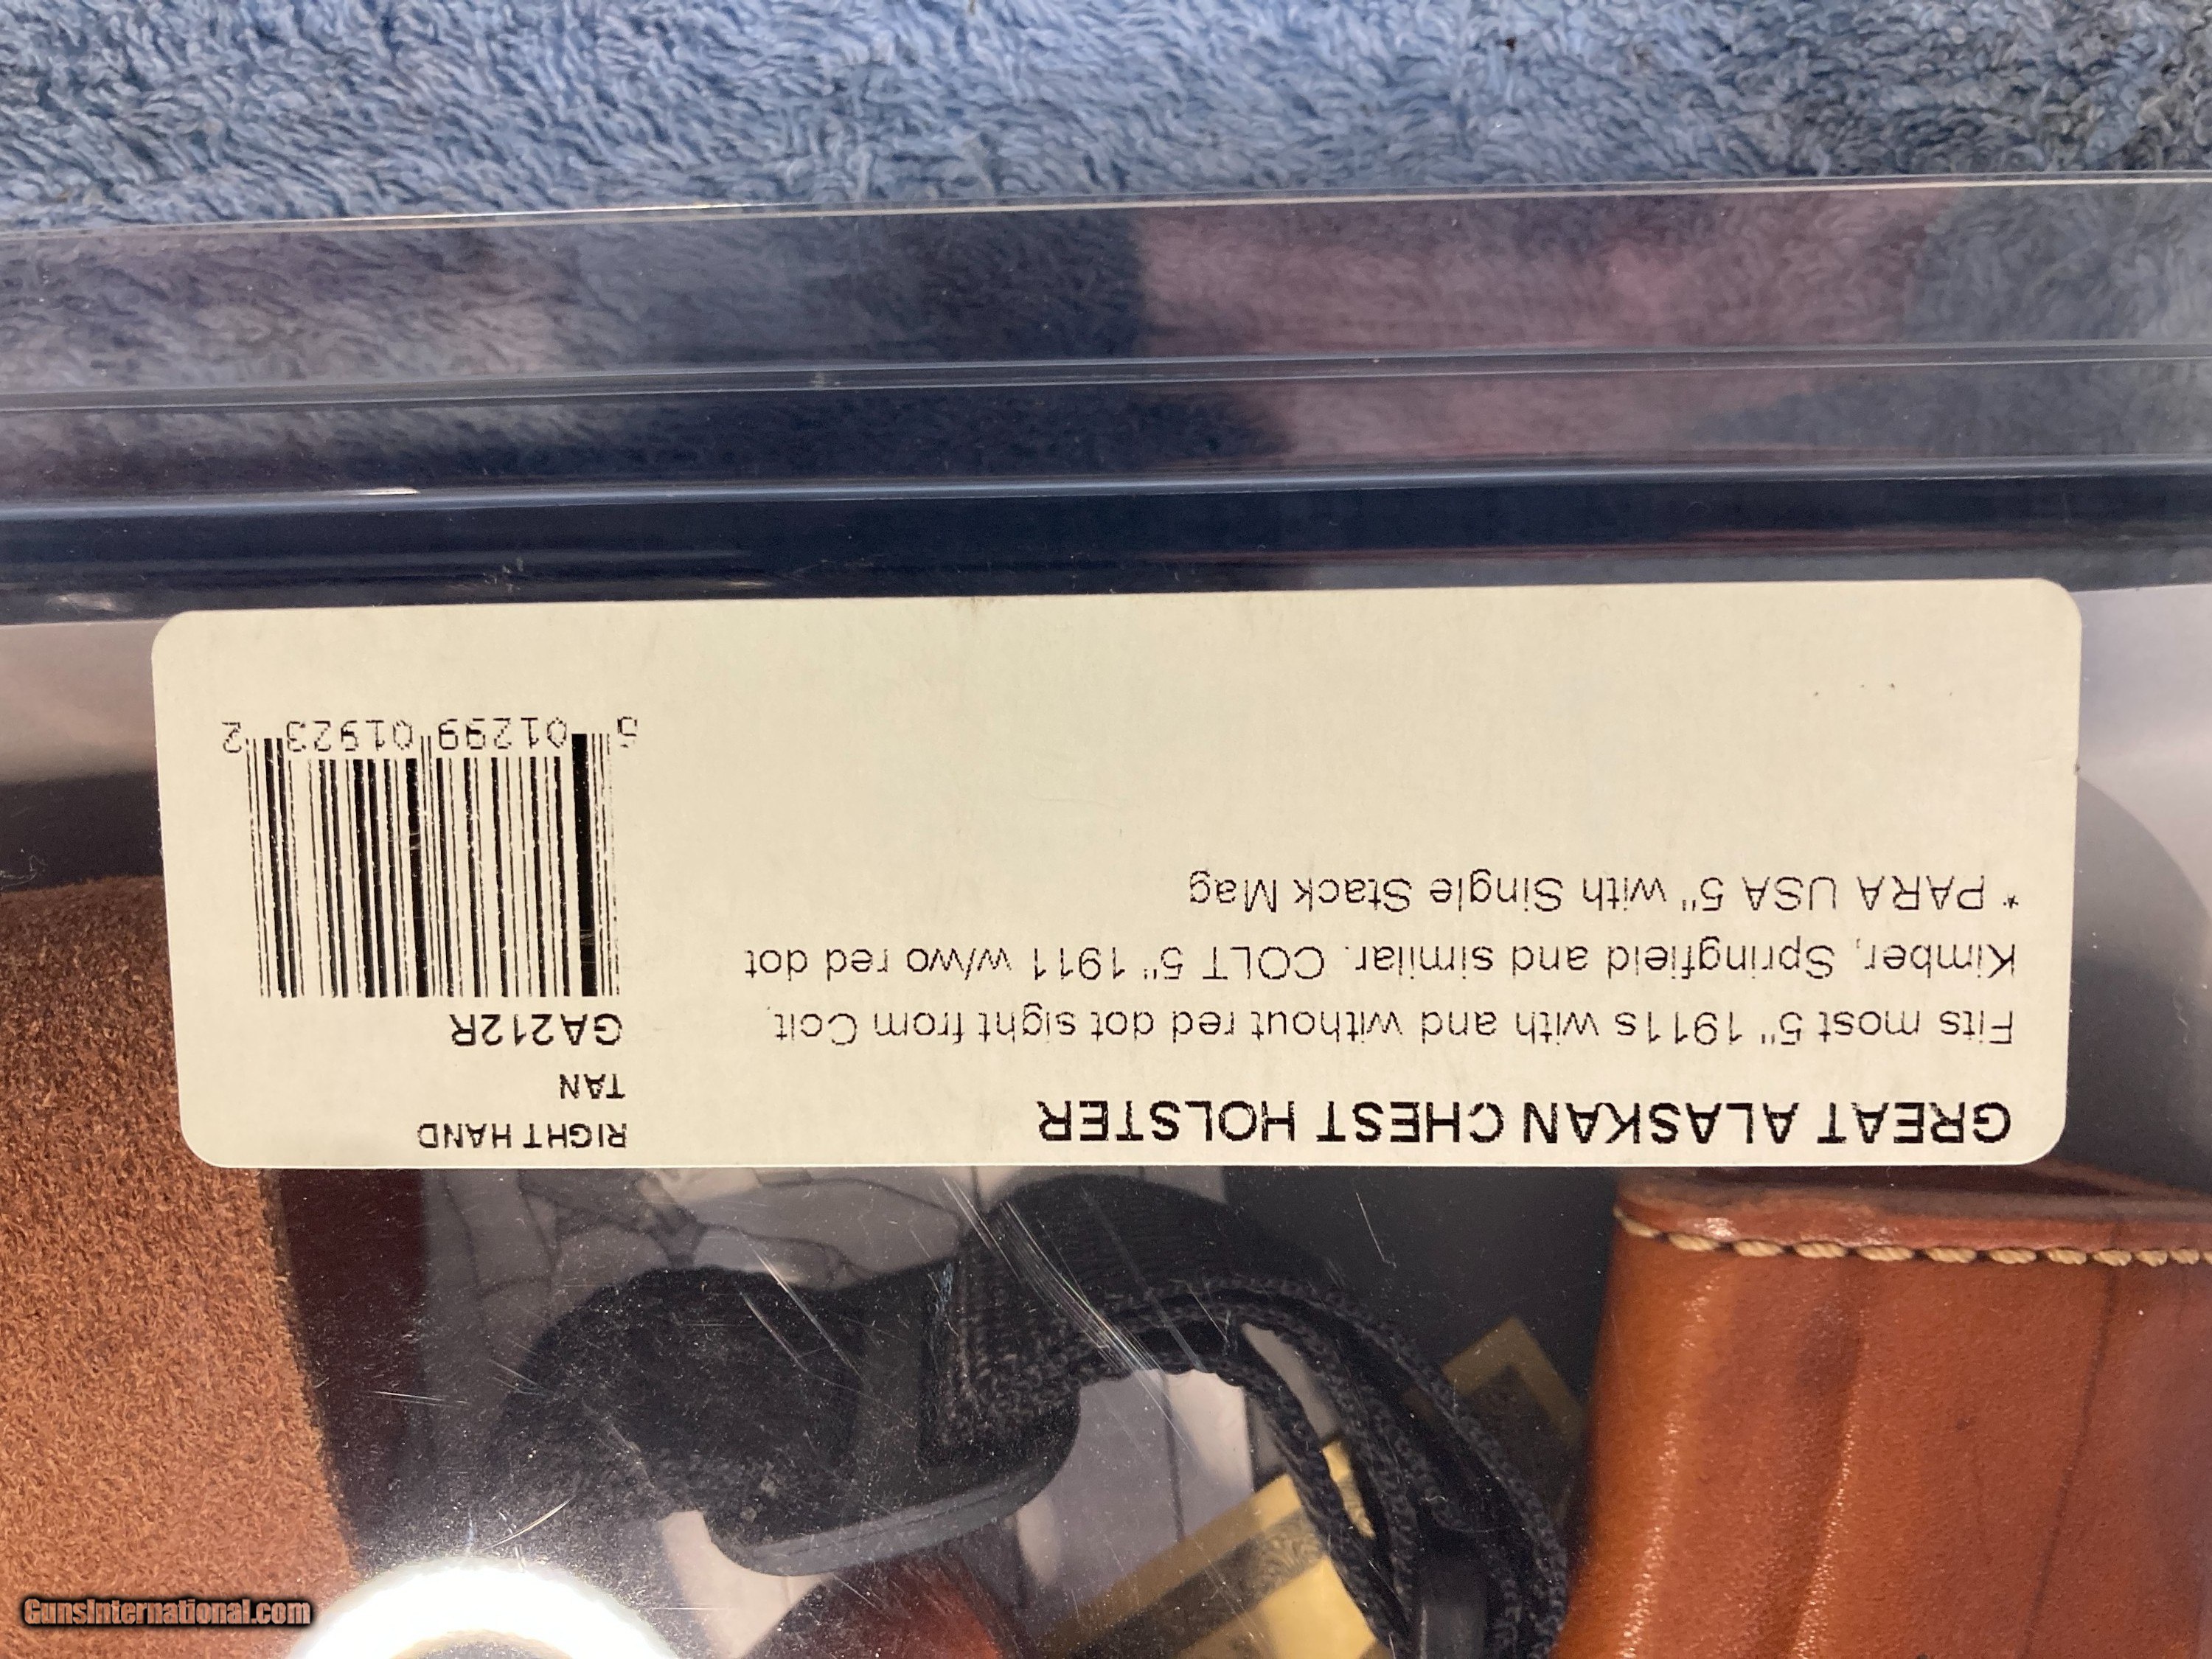 GREAT ALASKAN CHEST HOLSTER
Fits most 5" 1911s with and without red dot sight from Colt,
Kimber, Springfield and similar. COLT 5" 1911 w/wo red dot
* PARA USA 5" with Single Stack Mag
RIGHT HAND
TAN
GA212R
5 01299 01923 2
GunsInternational.com